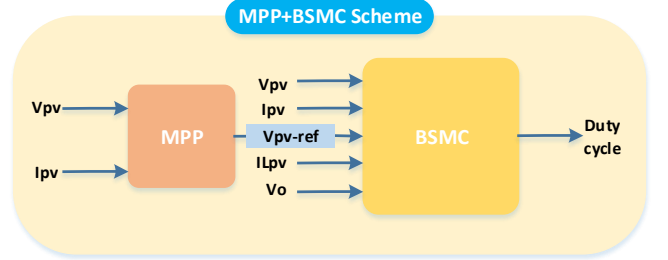 MPP+BSMC Scheme
Vpv
Ipv
MPP
Vpv
Ipv
Vpv-ref
ILpv
Vo
BSMC
Duty
cycle